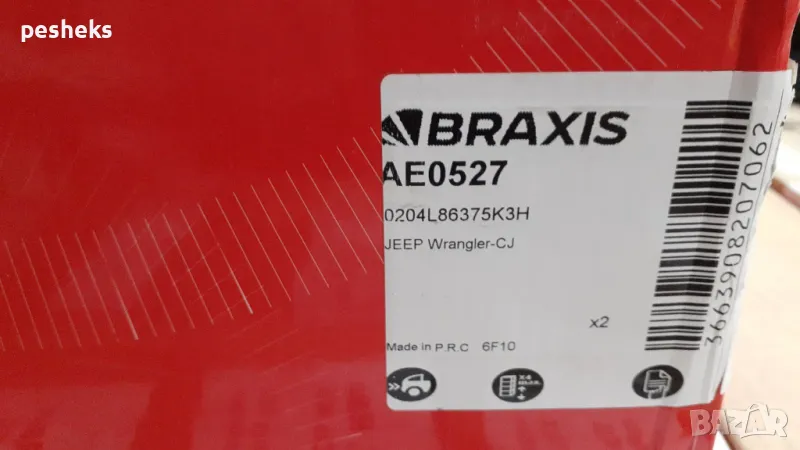 pesheks
BRAXIS
AE0527
0204L86375K3H
JEEP Wrangler-CJ
x2
Made in P.R.C 6F10
3663908207062
BAZAR